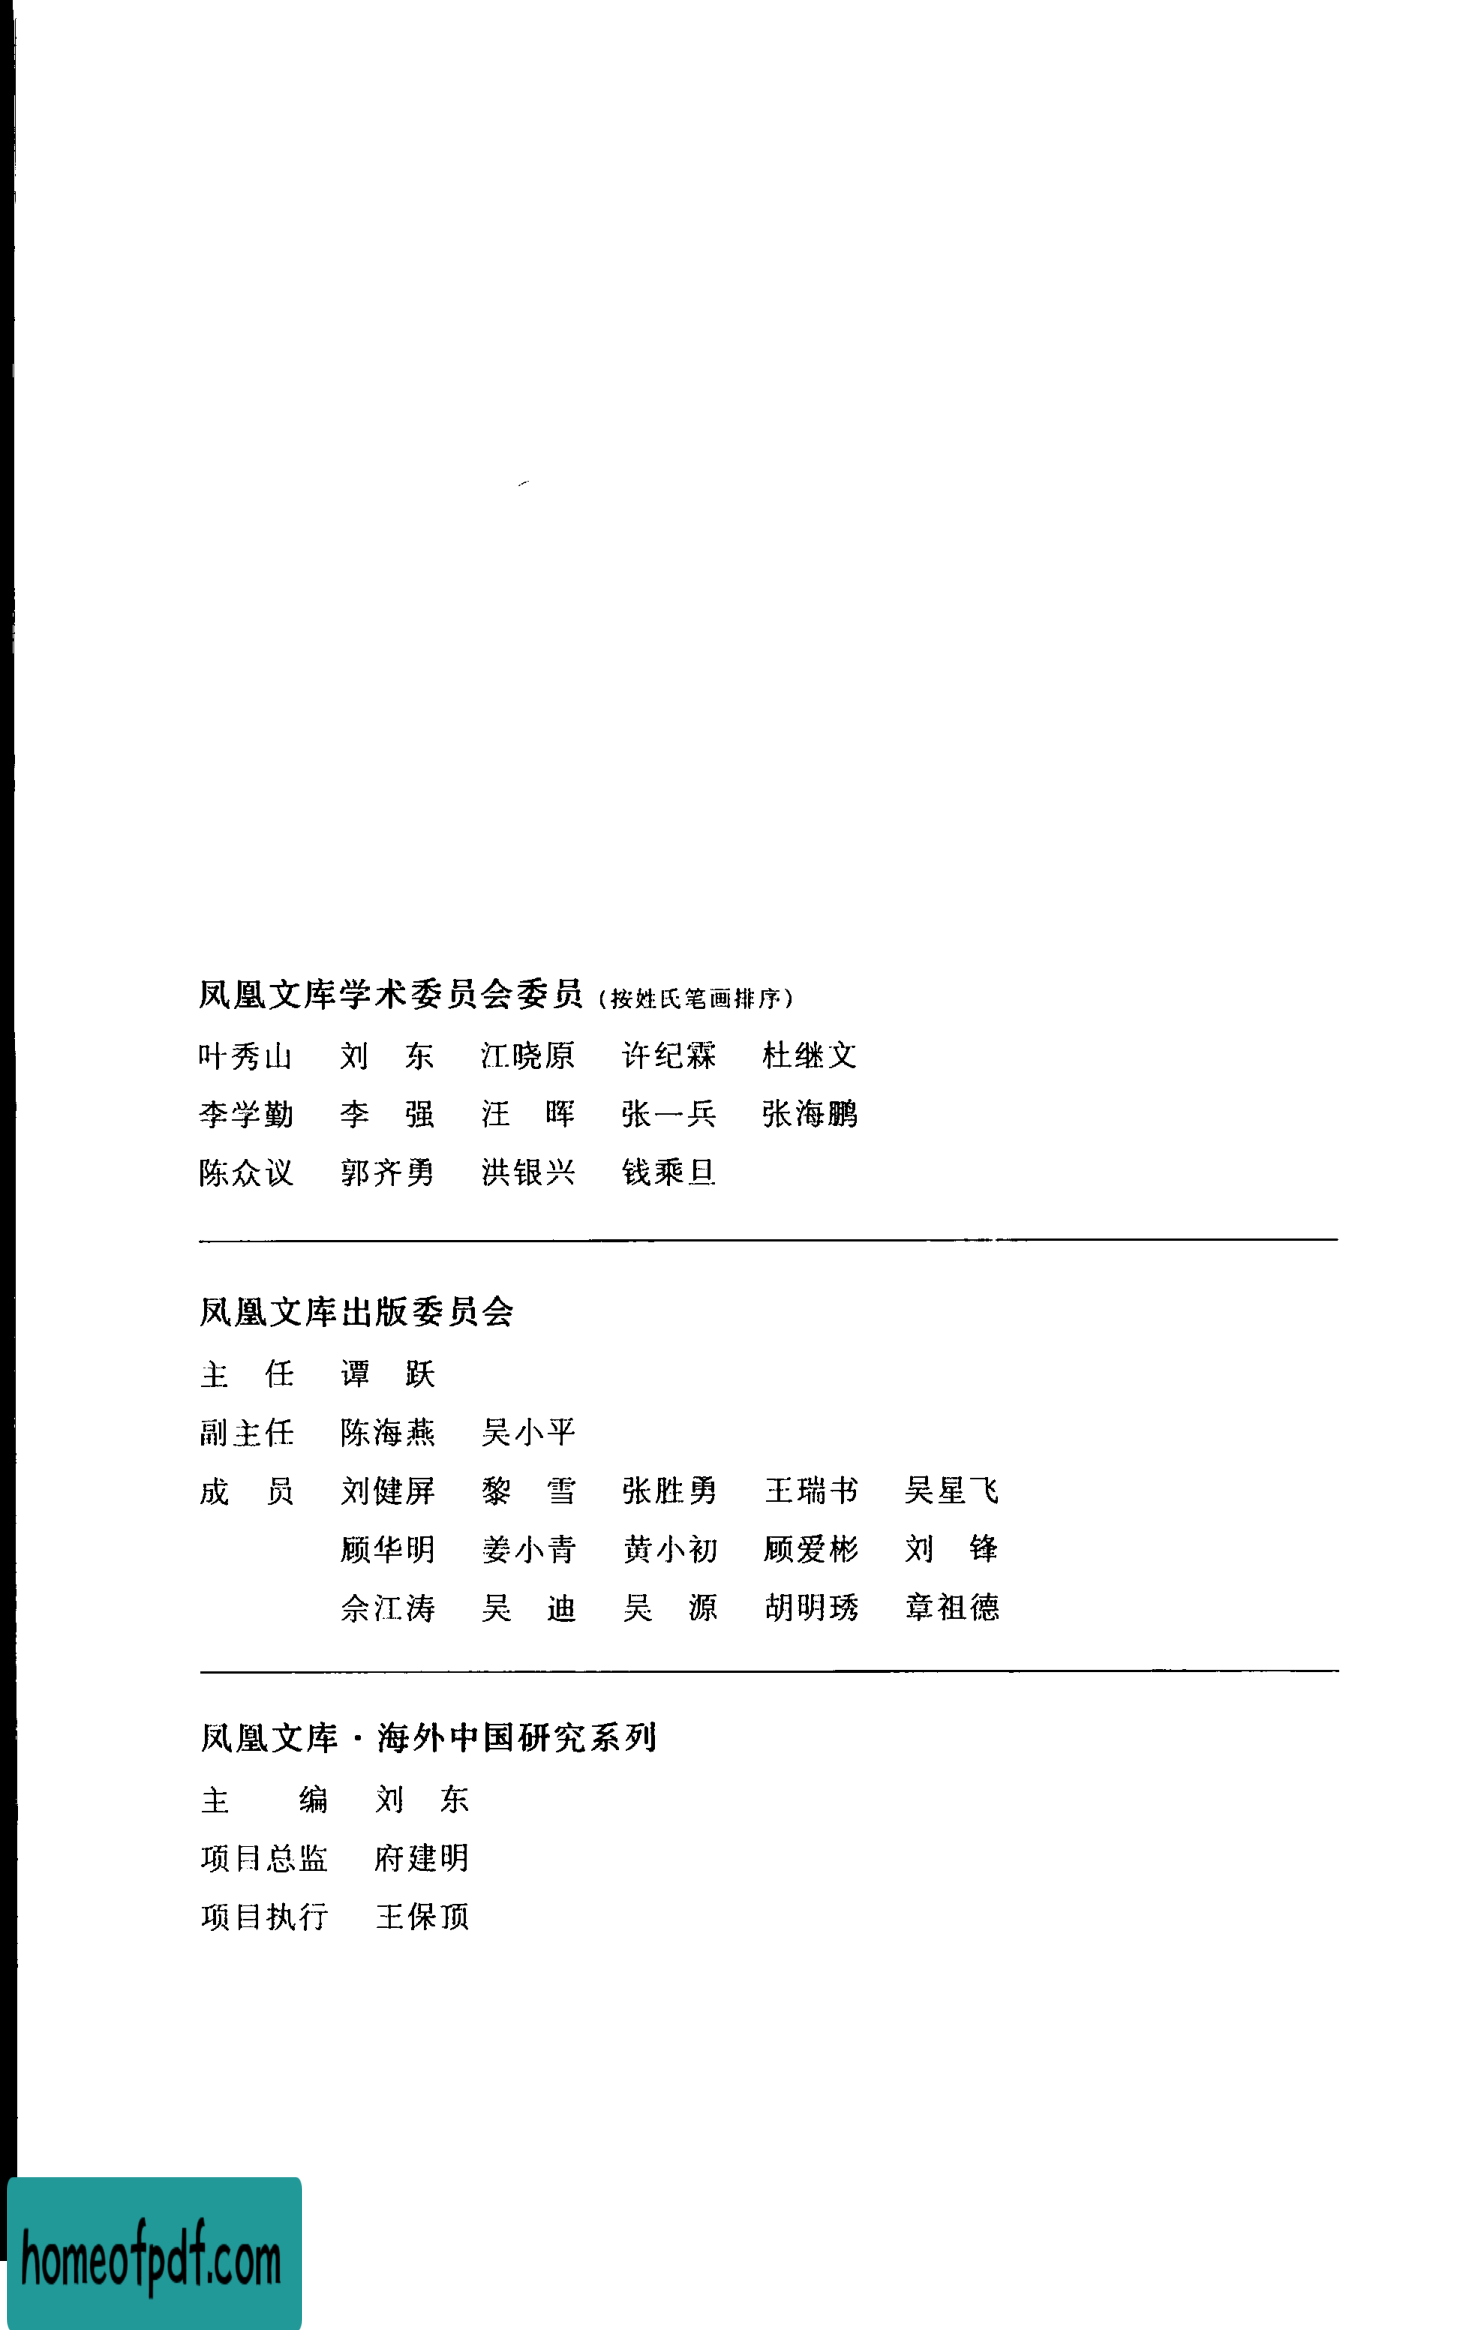 凤凰文库学术委员会委员（按姓氏笔画排序）
叶秀山 刘 东 江晓原 许纪霖 杜继文
李学勤 李 强 汪 晖 张一兵 张海鹏
陈众议 郭齐勇 洪银兴 钱乘旦
凤凰文库出版委员会
主 任 谭 跃
副主任 陈海燕 吴小平
成 员 刘健屏 黎 雪 张胜勇 王瑞书 吴星飞
顾华明 姜小青 黄小初 顾爱彬 刘 锋
佘江涛 吴 迪 吴 源 胡明琇 章祖德
凤凰文库·海外中国研究系列
主 编 刘 东
项目总监 府建明
项目执行 王保顶
homeofpdf.com